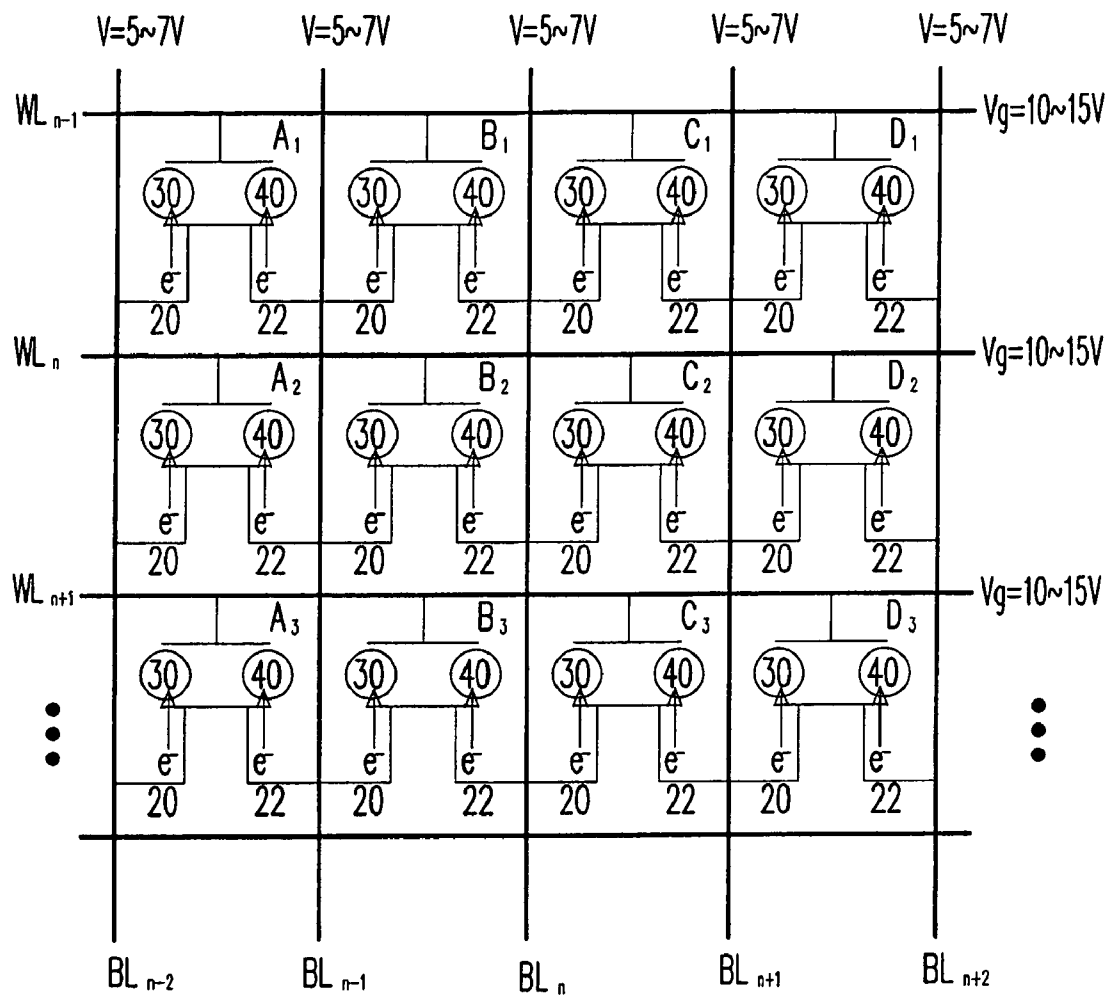 V=5~7V V=5~7V V=5~7V V=5~7V V=5~7V
WL n-1 Vg=10~15V
A1 B1 C1 D1
30 40 30 40 30 40 30 40
e- e- e- e- e- e- e- e-
20 22 20 22 20 22 20 22
WL n Vg=10~15V
A2 B2 C2 D2
30 40 30 40 30 40 30 40
e- e- e- e- e- e- e- e-
20 22 20 22 20 22 20 22
WL n+1 Vg=10~15V
A3 B3 C3 D3
30 40 30 40 30 40 30 40
e- e- e- e- e- e- e- e-
20 22 20 22 20 22 20 22
BL n-2 BL n-1 BL n BL n+1 BL n+2